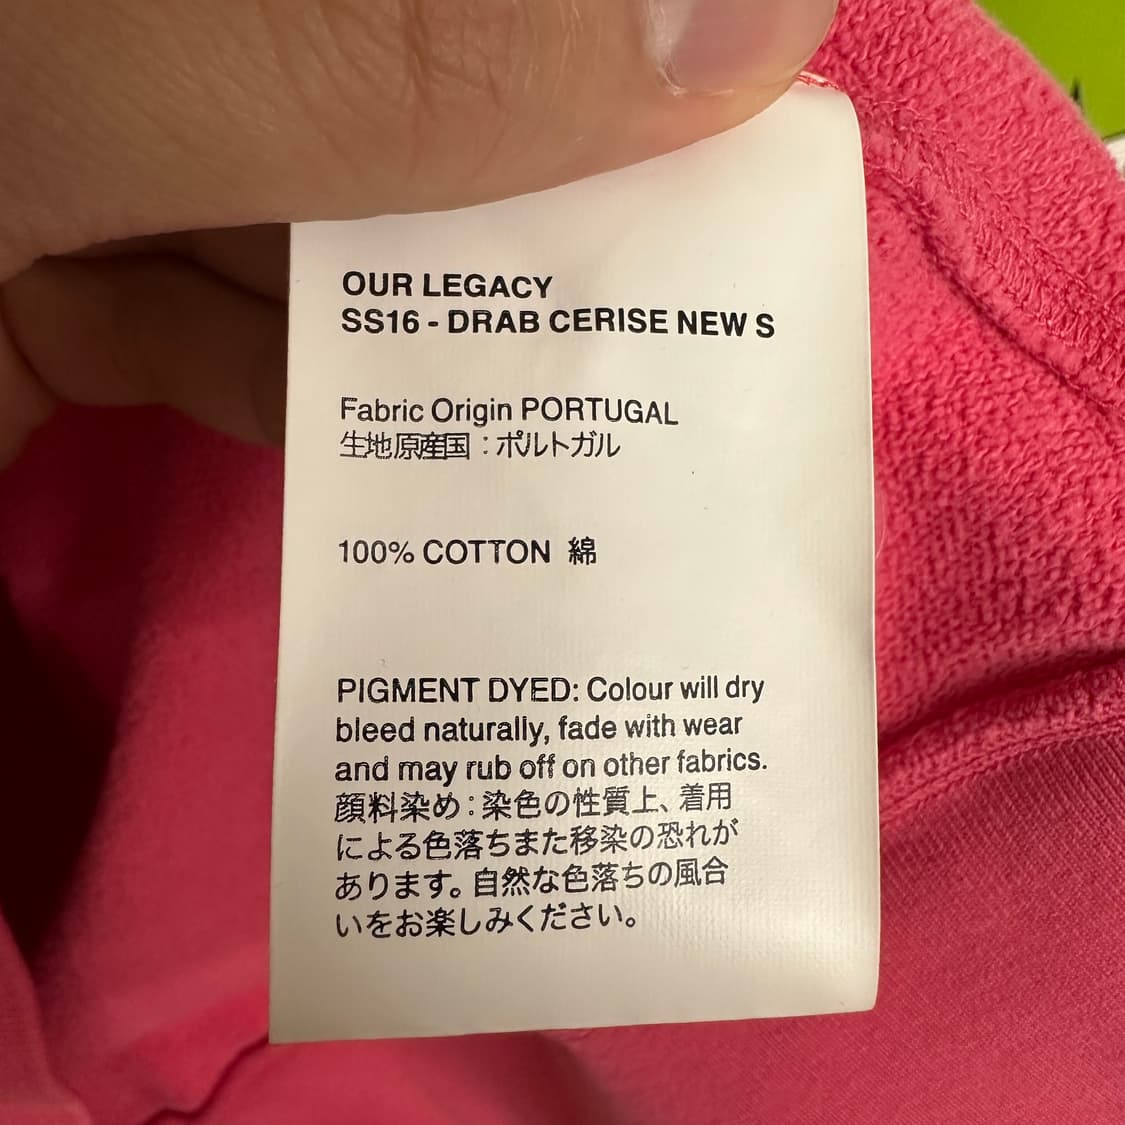 OUR LEGACY
SS16 - DRAB CERISE NEW S
Fabric Origin PORTUGAL
生地原産国：ポルトガル
100% COTTON 綿
PIGMENT DYED: Colour will dry
bleed naturally, fade with wear
and may rub off on other fabrics.
顔料染め：染色の性質上、着用
による色落ちまた移染の恐れが
あります。自然な色落ちの風合
いをお楽しみください。